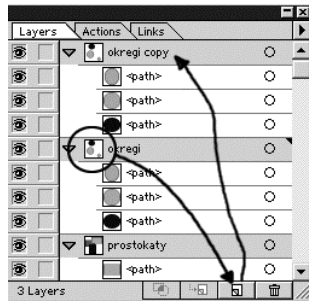 Layers Actions Links
okregi copy
<path>
<path>
<path>
okregi
<path>
<path>
<path>
prostokaty
<path>
3 Layers